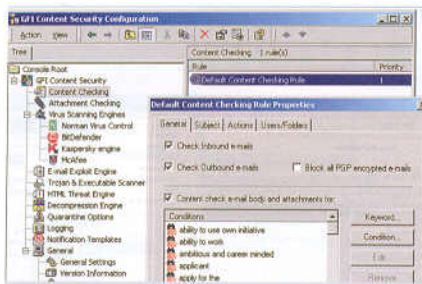 GFI Content Security Configuration
Action View
Tree
Content Checking 1 rule(s)
Rule Priority
Default Content Checking Rule 1
Console Root
GFI Content Security
Content Checking
Attachment Checking
Virus Scanning Engines
Norman Virus Control
BitDefender
Kaspersky engine
McAfee
E-mail Exploit Engine
Trojan & Executable Scanner
HTML Threat Engine
Decompression Engine
Quarantine Options
Logging
Notification Templates
General
General Settings
Version Information
Default Content Checking Rule Properties
General Subject Actions Users/Folders
Check Inbound e-mails
Check Outbound e-mails Block all PGP encrypted e-mails
Content check e-mail body and attachments for:
Conditions
ability to use own initiative
ability to work
ambitious and career minded
applicant
apply for the
Keyword...
Condition...
Edit...
Remove